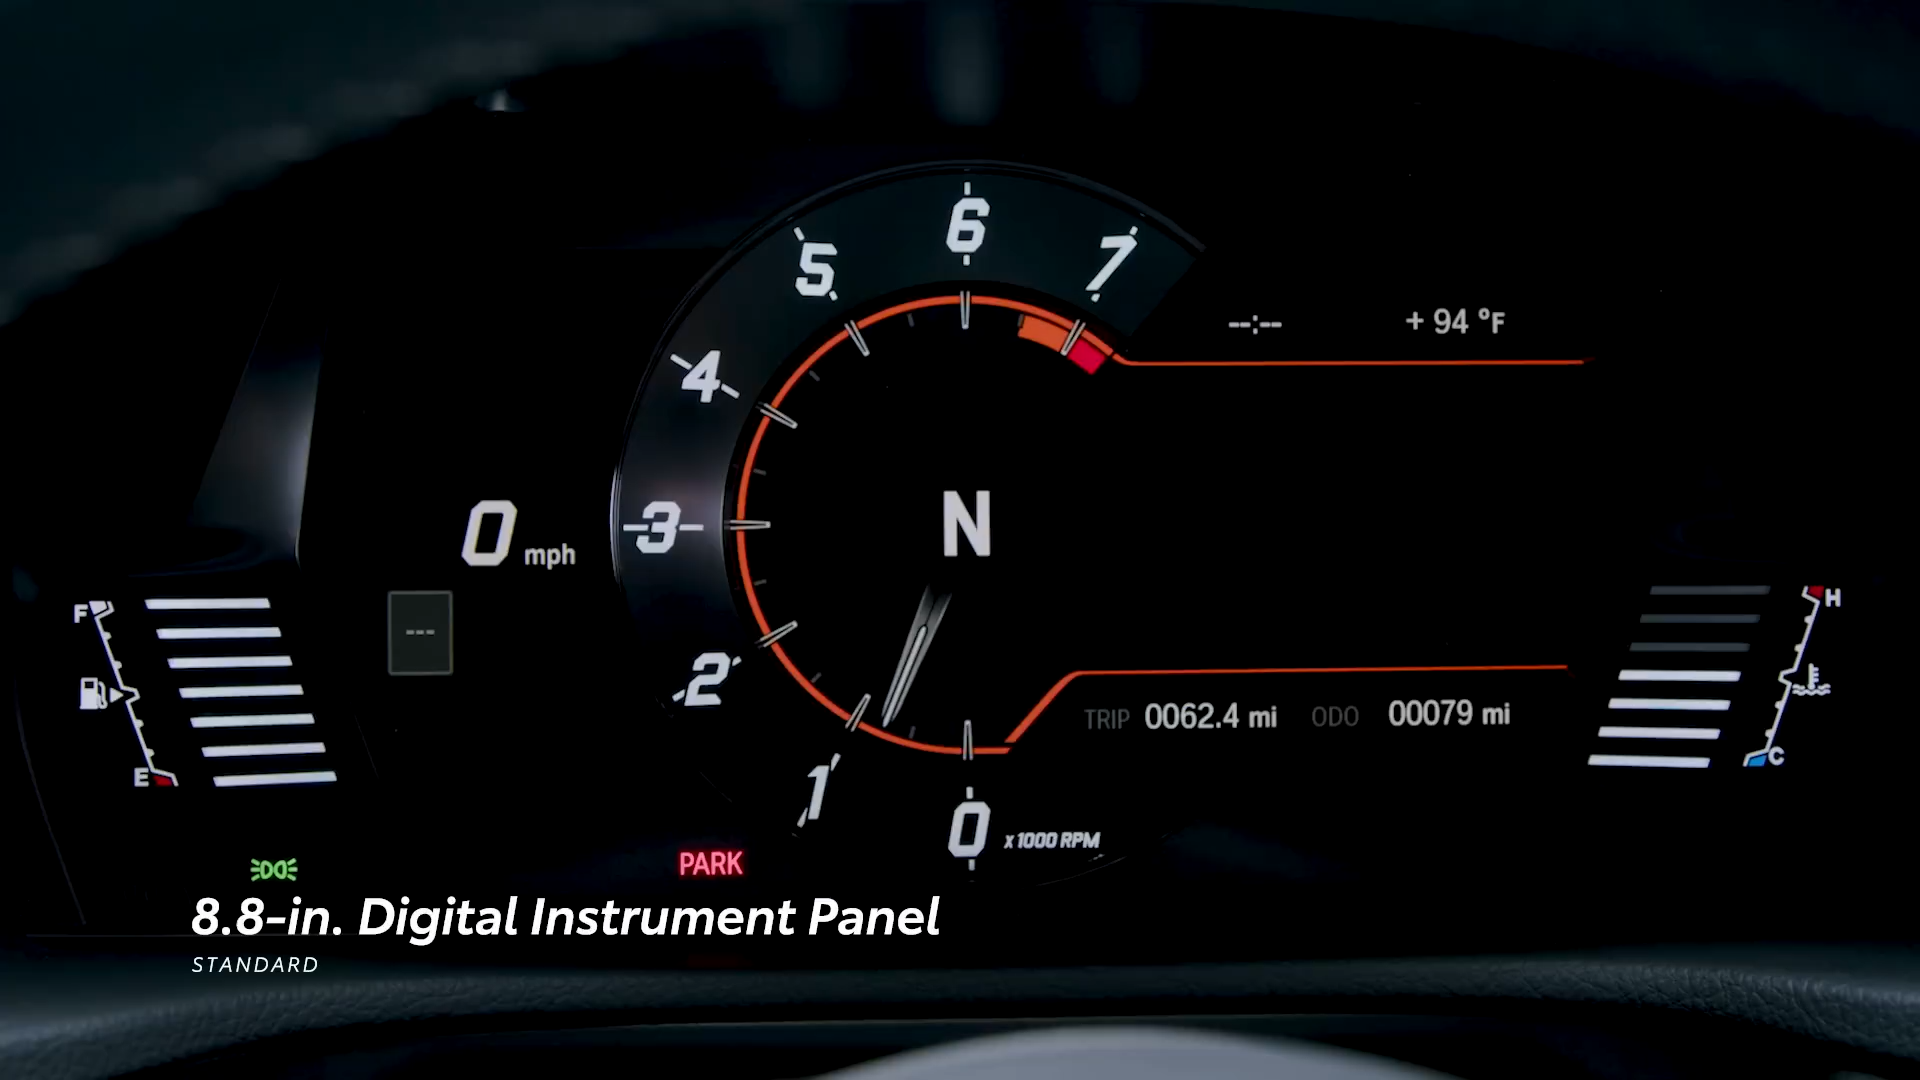 6
5
7
4
--:--
+ 94 °F
3
N
0 mph
F
H
---
2
TRIP 0062.4 mi ODO 00079 mi
E
C
1
0 x 1000 RPM
PARK
8.8-in. Digital Instrument Panel
STANDARD